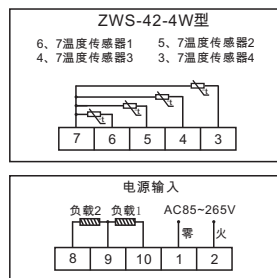 ZWS-42-4W型
6、7温度传感器1 5、7温度传感器2
4、7温度传感器3 3、7温度传感器4
t t t t
7 6 5 4 3
电源输入
负载2 负载1 AC85~265V
零 火
8 9 10 1 2